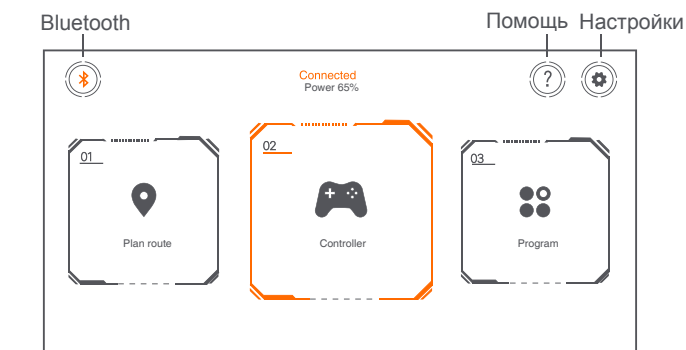 Bluetooth
Помощь
Настройки
Connected
Power 65%
?
01
02
03
Plan route
Controller
Program